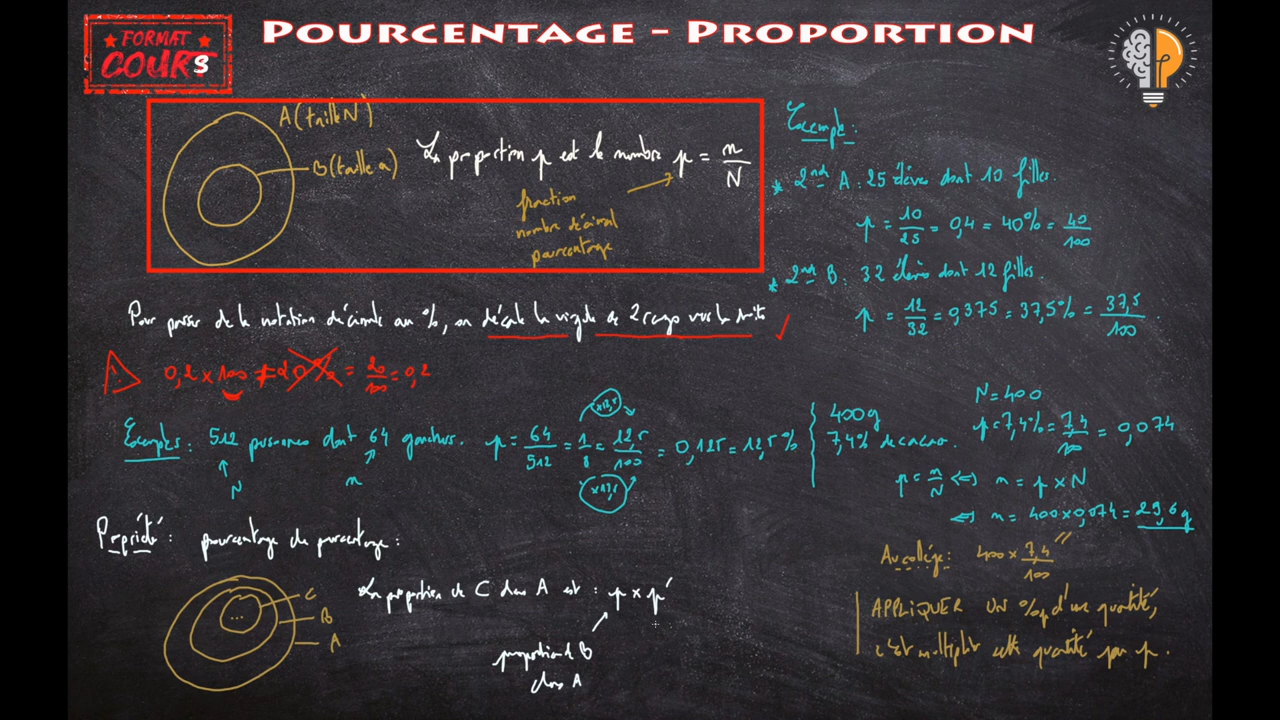 FORMAT
COURS
POURCENTAGE - PROPORTION
A (taille N)
B (taille n)
La proportion p est le nombre p = n/N
fraction
nombre décimal
pourcentage
Exemple :
* 2nd A : 25 élèves dont 10 filles.
p = 10/25 = 0,4 = 40% = 40/100
* 2nd B : 32 élèves dont 12 filles.
p = 12/32 = 0,375 = 37,5% = 37,5/100
Pour passer de la notation décimale au %, on décale la virgule de 2 rangs vers la droite
! 0,2 × 100 ≠ 20% = 20/100 = 0,2
Exemples : 512 personnes dont 64 gauchers. p = 64/512 = 1/8 = 12,5/100 = 0,125 = 12,5%
×12,5
×12,5
N
n
400g
7,4% de cacao.
N = 400
p = 7,4% = 7,4/100 = 0,074
p = n/N <=> n = p × N
<=> n = 400 × 0,074 = 29,6 g
Propriété : pourcentage de pourcentage :
C
B
A
La proportion de C dans A est : p × p'
proportion de B
dans A
Au collège : 400 × 7,4/100
APPLIQUER UN % p d'une quantité,
c'est multiplier cette quantité par p.